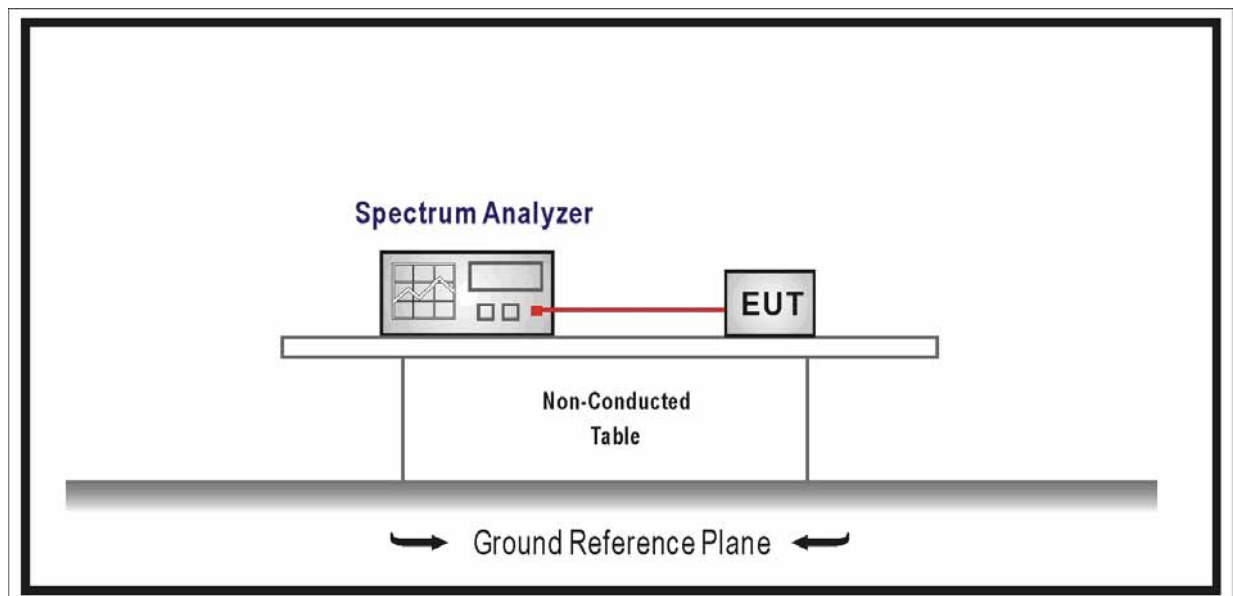 Spectrum Analyzer
EUT
Non-Conducted
Table
Ground Reference Plane